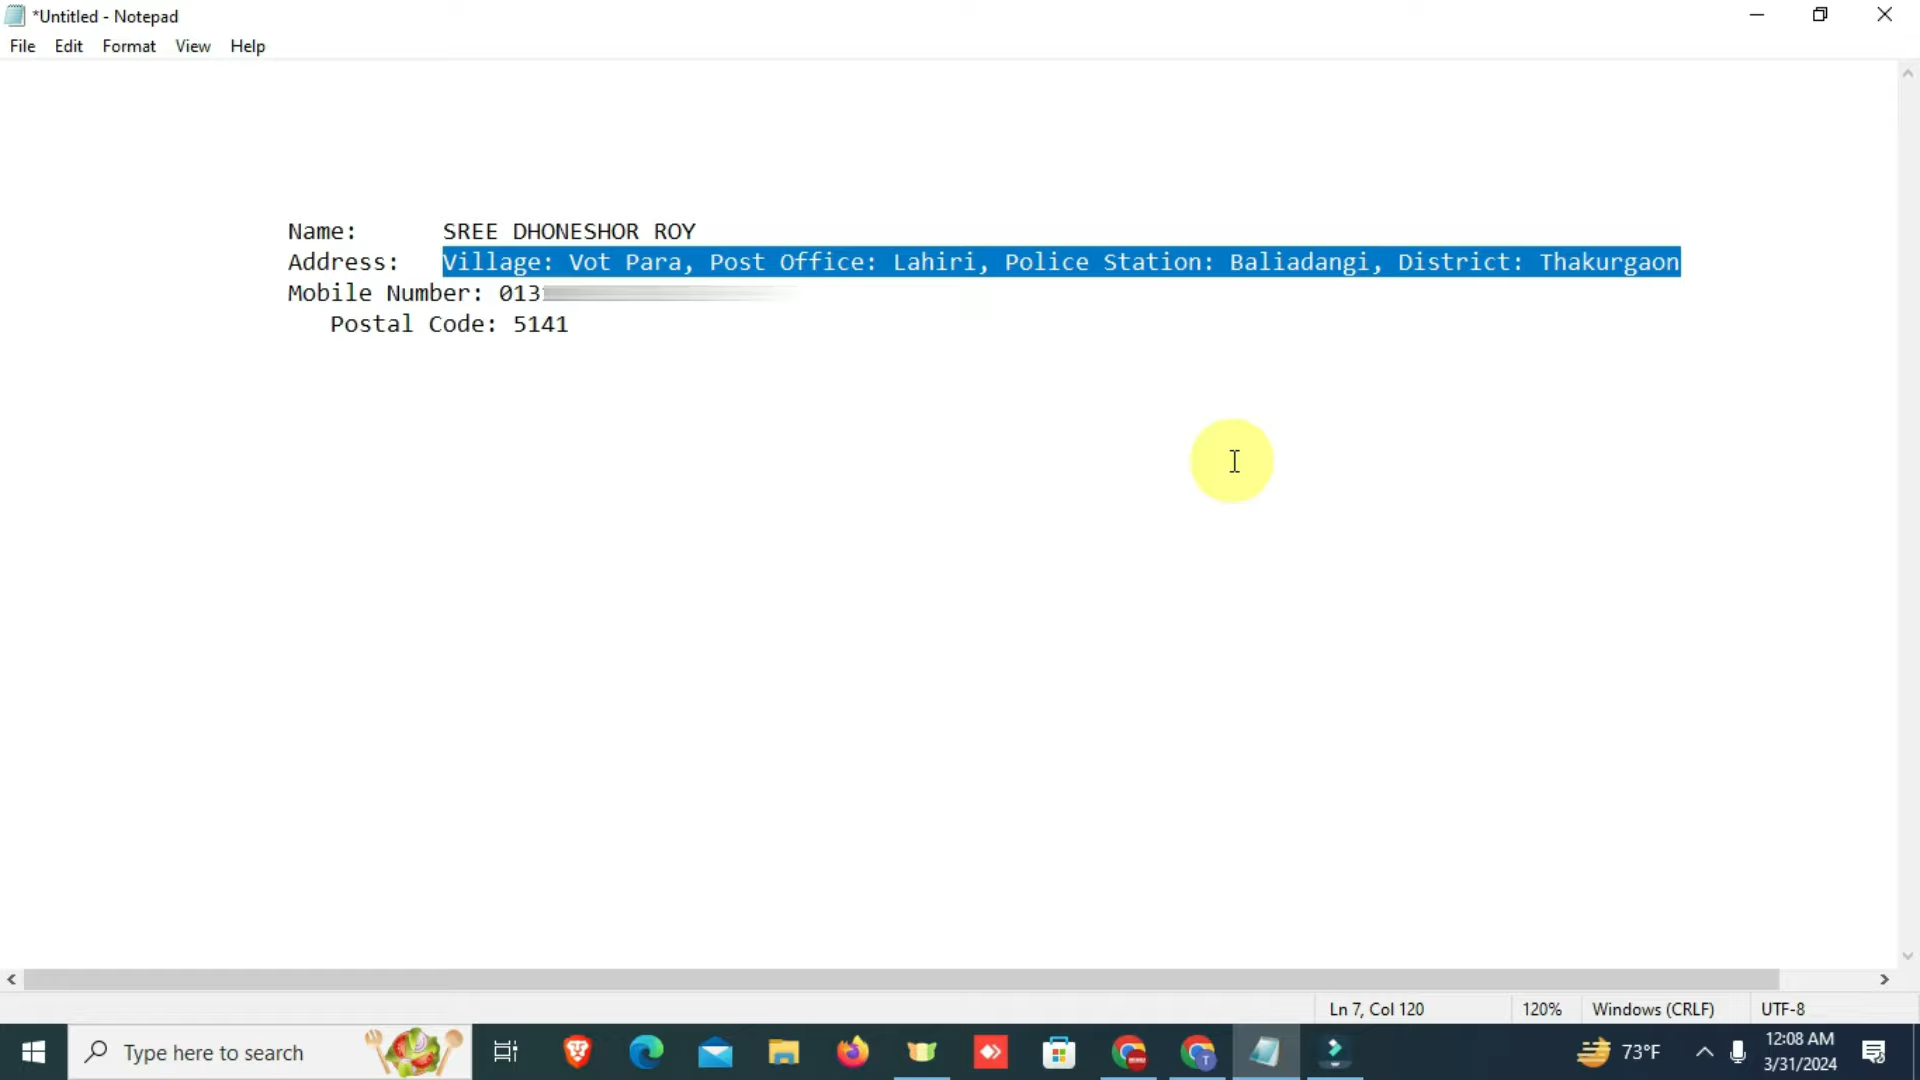 *Untitled - Notepad
File Edit Format View Help
Name: SREE DHONESHOR ROY
Address: Village: Vot Para, Post Office: Lahiri, Police Station: Baliadangi, District: Thakurgaon
Mobile Number: 013
Postal Code: 5141
Ln 7, Col 120 120% Windows (CRLF) UTF-8
Type here to search 73°F 12:08 AM
3/31/2024